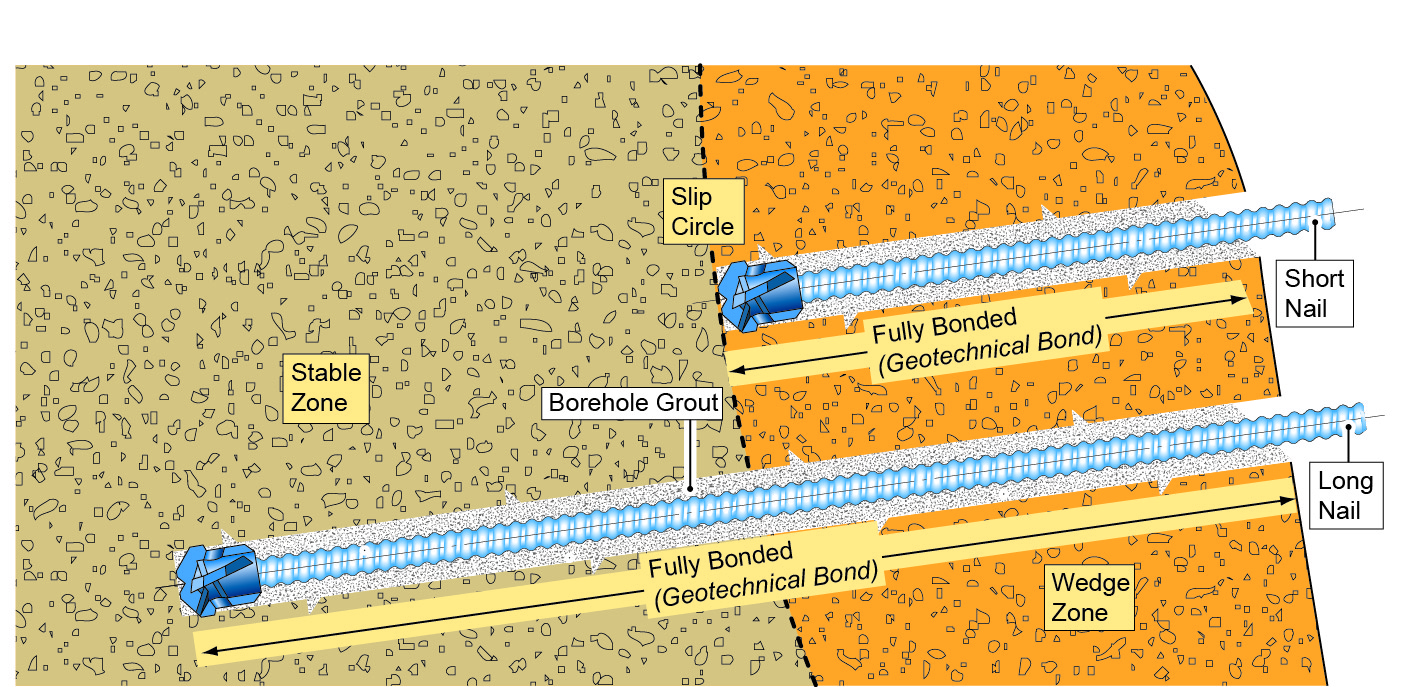 Slip
Circle
Short
Nail
Fully Bonded
(Geotechnical Bond)
Stable
Zone
Borehole Grout
Long
Nail
Fully Bonded
(Geotechnical Bond)
Wedge
Zone